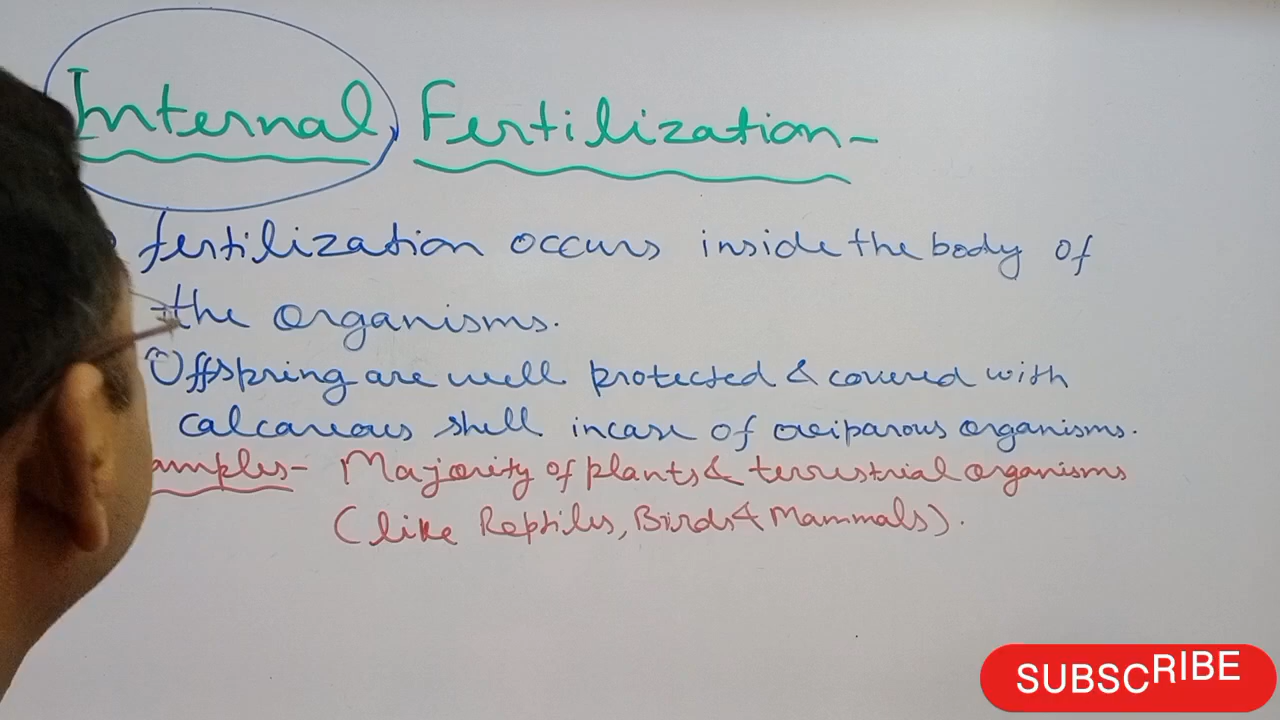 Internal Fertilization-
fertilization occurs inside the body of
the organisms.
Offspring are well protected & covered with
calcareous shell incase of oviparous organisms.
amples- Majority of plants & terrestrial organisms
(like Reptiles, Birds & Mammals).
SUBSCRIBE